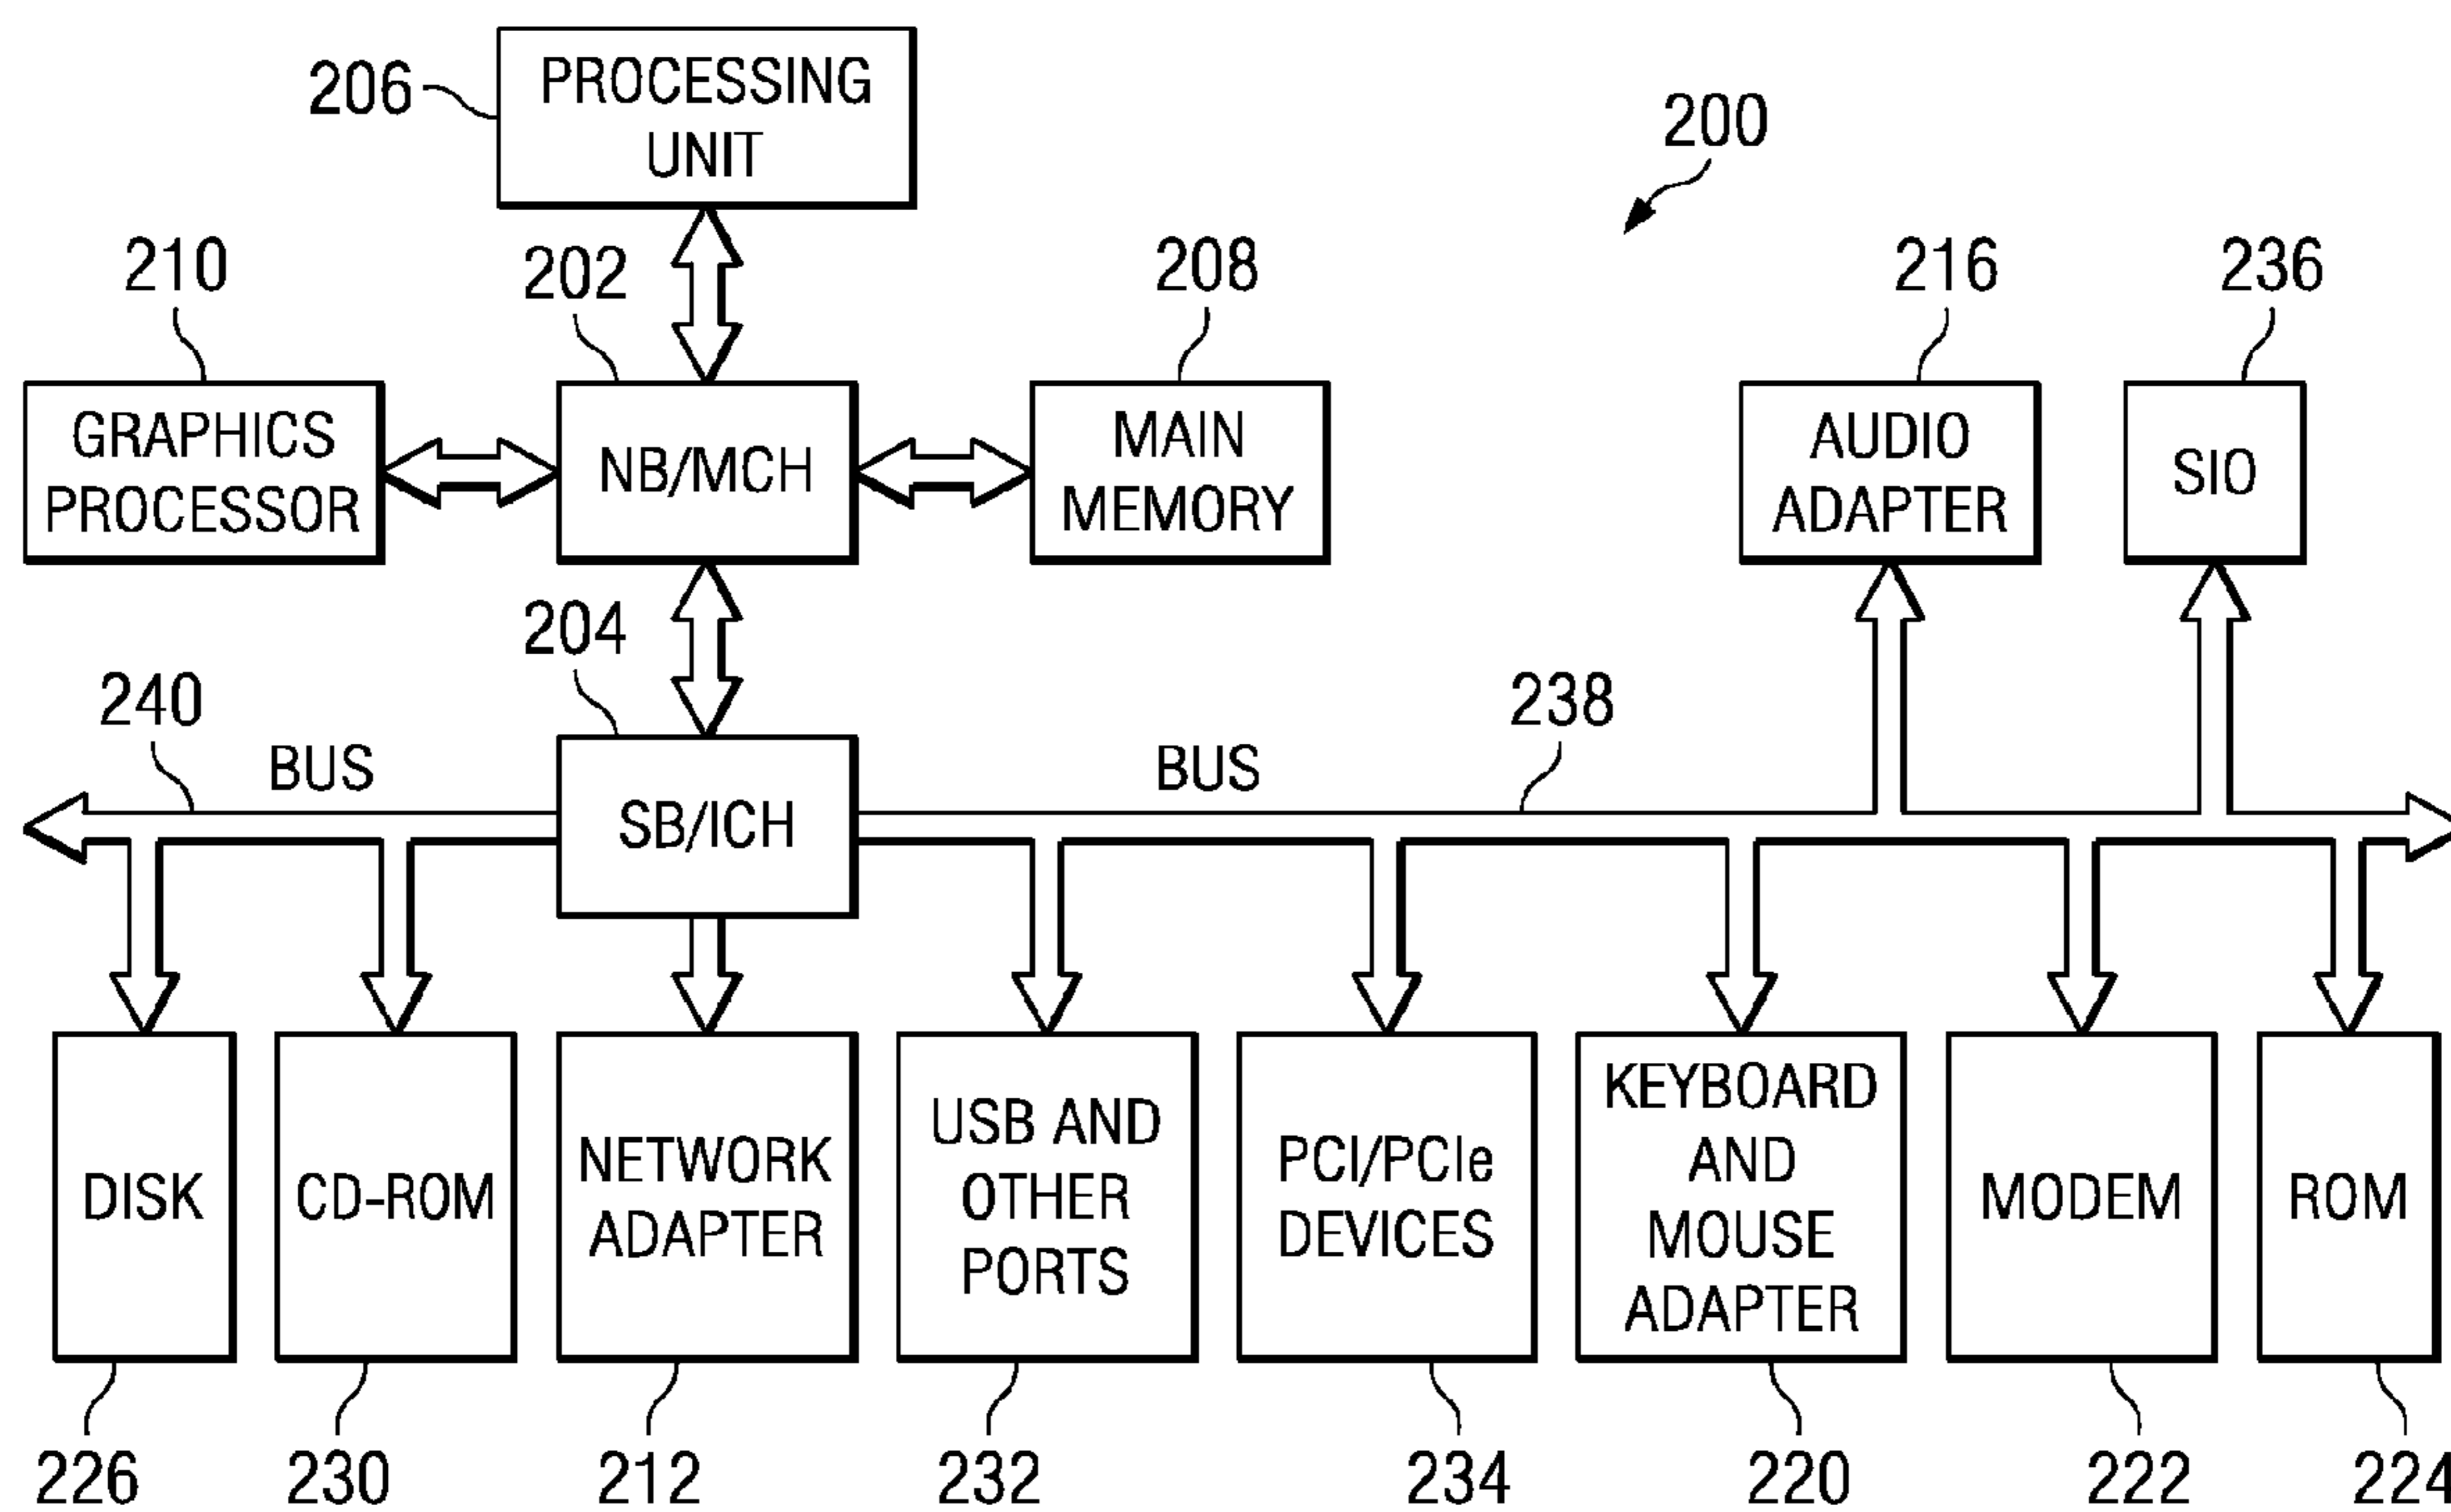 206
PROCESSING
UNIT
200
210
202
208
216
236
GRAPHICS
PROCESSOR
NB/MCH
MAIN
MEMORY
AUDIO
ADAPTER
SIO
204
240
BUS
SB/ICH
BUS
238
DISK
CD-ROM
NETWORK
ADAPTER
USB AND
OTHER
PORTS
PCI/PCIe
DEVICES
KEYBOARD
AND
MOUSE
ADAPTER
MODEM
ROM
226
230
212
232
234
220
222
224